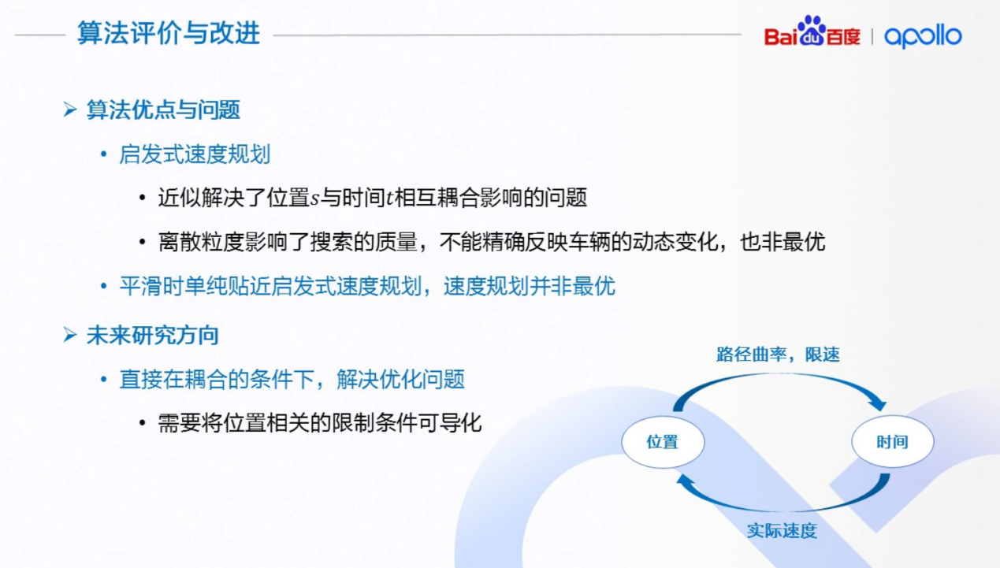 算法评价与改进
Bai du 百度 | apollo
➢ 算法优点与问题
• 启发式速度规划
• 近似解决了位置s与时间t相互耦合影响的问题
• 离散粒度影响了搜索的质量，不能精确反映车辆的动态变化，也非最优
• 平滑时单纯贴近启发式速度规划，速度规划并非最优
➢ 未来研究方向
• 直接在耦合的条件下，解决优化问题
• 需要将位置相关的限制条件可导化
路径曲率，限速
位置
时间
实际速度